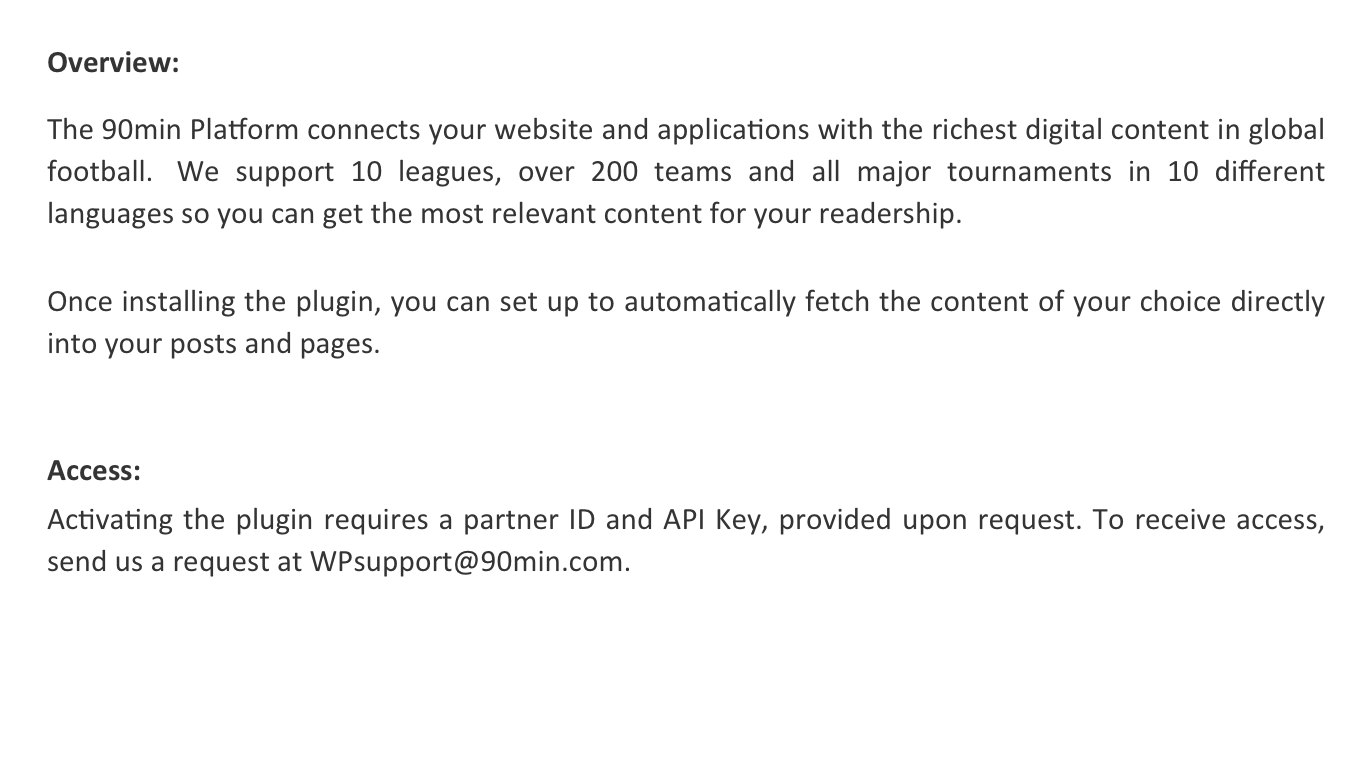 Overview:
The 90min Platform connects your website and applications with the richest digital content in global
football.  We support 10 leagues, over 200 teams and all major tournaments in 10 different
languages so you can get the most relevant content for your readership.
Once installing the plugin, you can set up to automatically fetch the content of your choice directly
into your posts and pages.
Access:
Activating the plugin requires a partner ID and API Key, provided upon request. To receive access,
send us a request at WPsupport@90min.com.